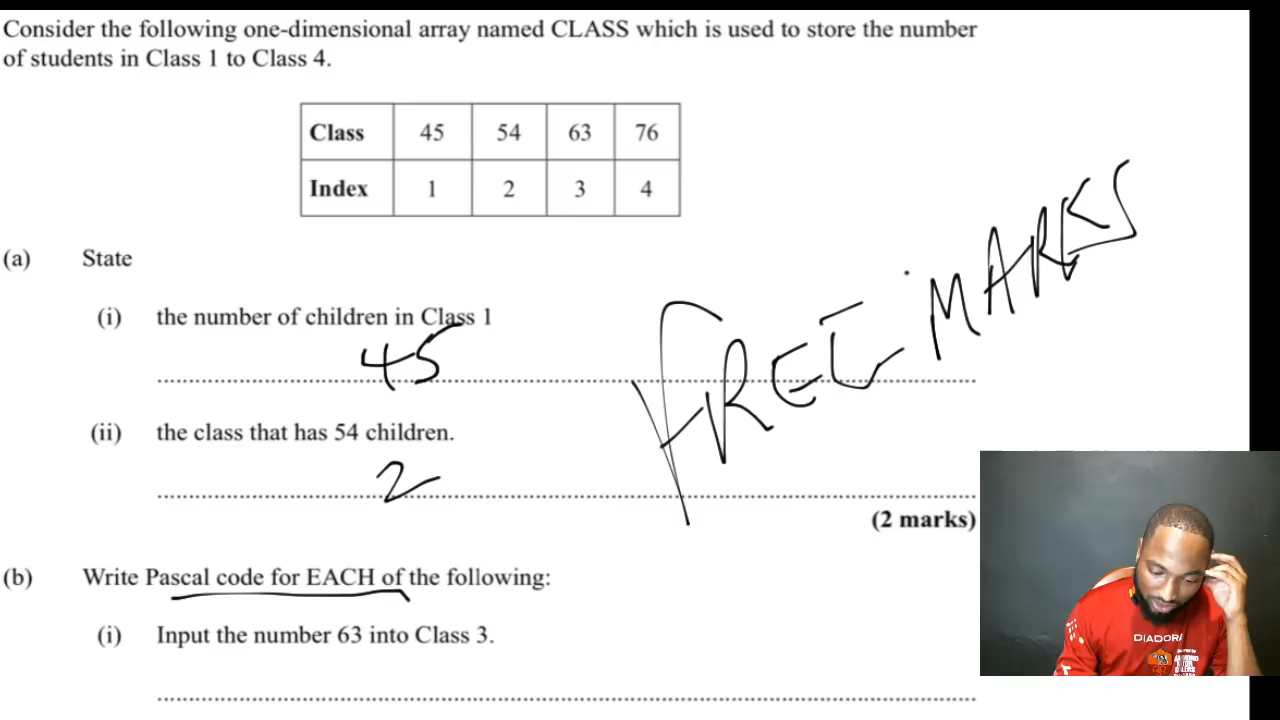 Consider the following one-dimensional array named CLASS which is used to store the number
of students in Class 1 to Class 4.
Class 45 54 63 76
Index 1 2 3 4
(a) State
(i) the number of children in Class 1
45
(ii) the class that has 54 children.
2
FREE MARKS
(2 marks)
(b) Write Pascal code for EACH of the following:
(i) Input the number 63 into Class 3.
DIADORA